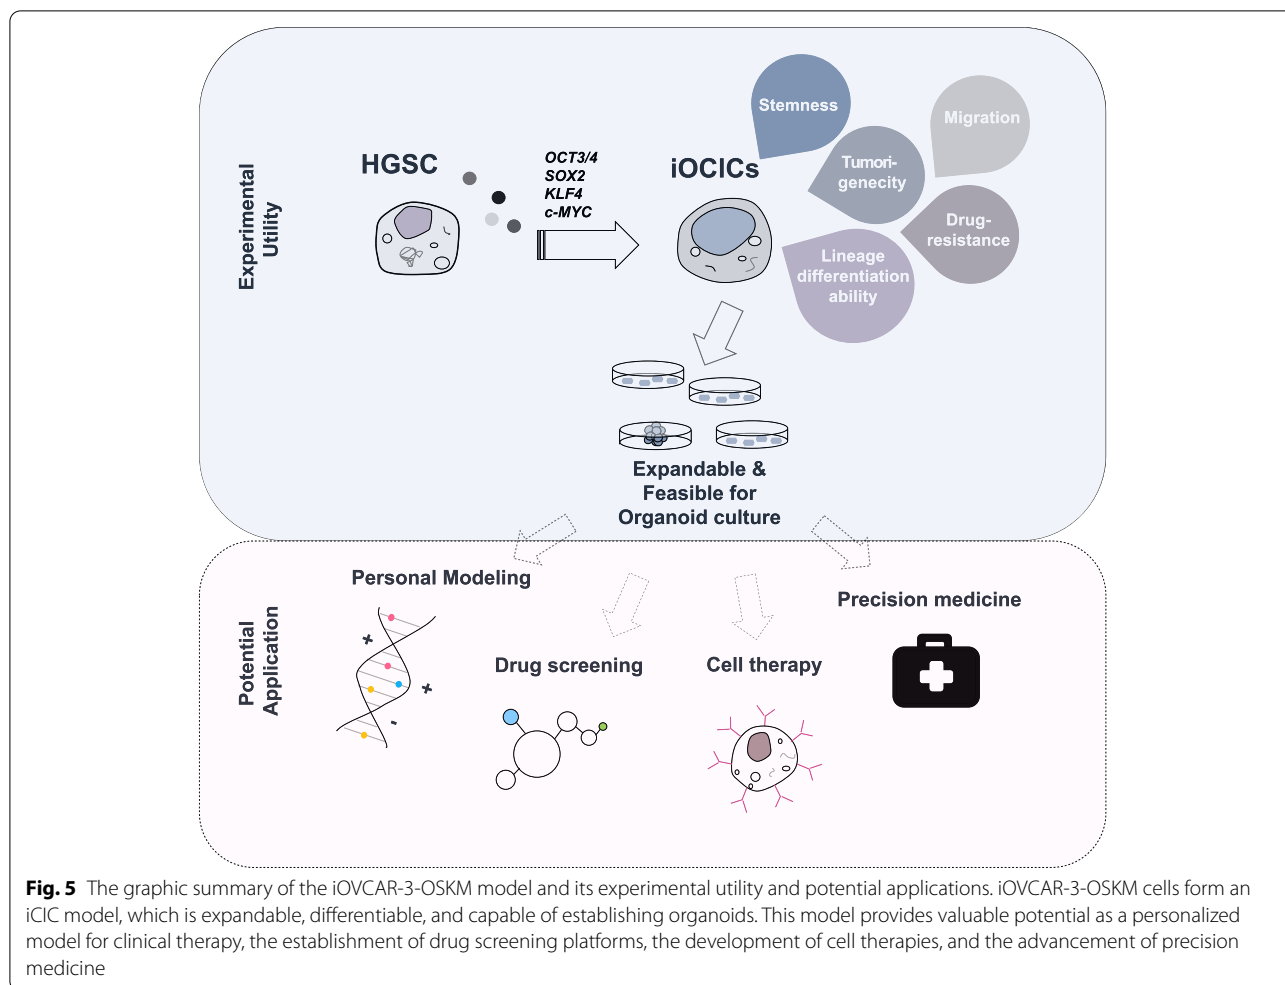 Experimental
Utility
HGSC
OCT3/4
SOX2
KLF4
c-MYC
iOCICs
Stemness
Migration
Tumori-
genecity
Drug-
resistance
Lineage
differentiation
ability
Expandable &
Feasible for
Organoid culture
Potential
Application
Personal Modeling
Drug screening
Cell therapy
Precision medicine
+
+
-
Fig. 5 The graphic summary of the iOVCAR-3-OSKM model and its experimental utility and potential applications. iOVCAR-3-OSKM cells form an
iCIC model, which is expandable, differentiable, and capable of establishing organoids. This model provides valuable potential as a personalized
model for clinical therapy, the establishment of drug screening platforms, the development of cell therapies, and the advancement of precision
medicine